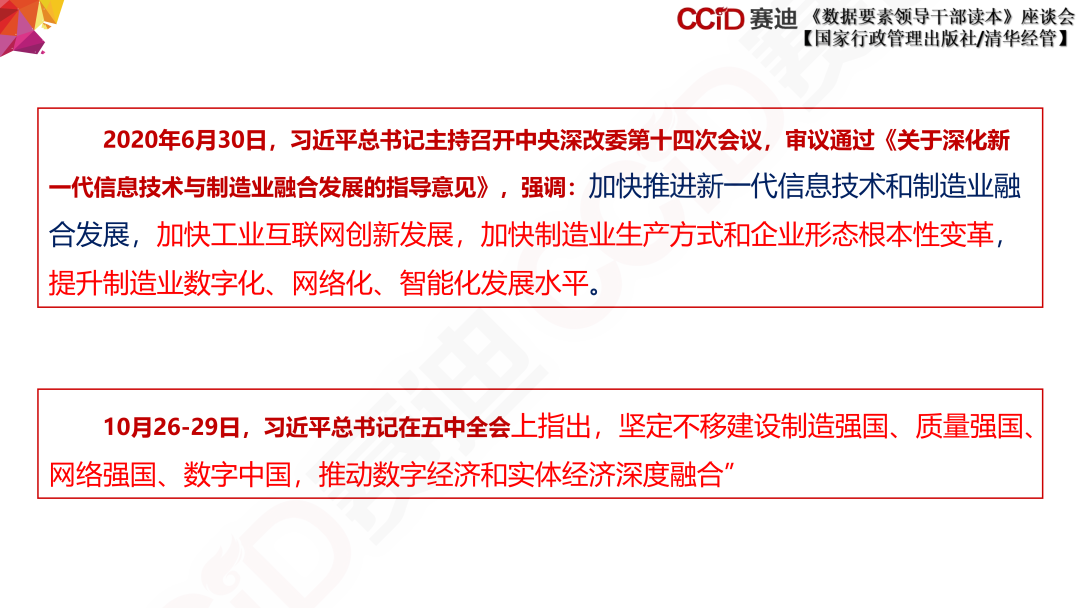 CCID 赛迪 《数据要素领导干部读本》座谈会
【国家行政管理出版社/清华经管】
2020年6月30日，习近平总书记主持召开中央深改委第十四次会议，审议通过《关于深化新
一代信息技术与制造业融合发展的指导意见》，强调：加快推进新一代信息技术和制造业融
合发展，加快工业互联网创新发展，加快制造业生产方式和企业形态根本性变革，
提升制造业数字化、网络化、智能化发展水平。
10月26-29日，习近平总书记在五中全会上指出，坚定不移建设制造强国、质量强国、
网络强国、数字中国，推动数字经济和实体经济深度融合”
CCID 赛迪